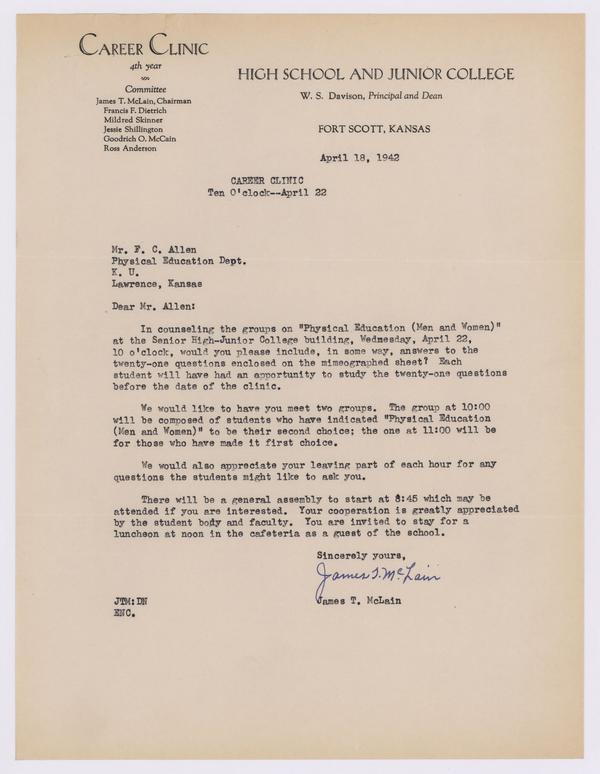 CAREER CLINIC
4th year
Committee
James T. McLain, Chairman
Francis F. Dietrich
Mildred Skinner
Jessie Shillington
Goodrich O. McCain
Ross Anderson
HIGH SCHOOL AND JUNIOR COLLEGE
W. S. Davison, Principal and Dean
FORT SCOTT, KANSAS
April 18, 1942
CAREER CLINIC
Ten O'clock--April 22
Mr. F. C. Allen
Physical Education Dept.
K. U.
Lawrence, Kansas
Dear Mr. Allen:
In counseling the groups on "Physical Education (Men and Women)"
at the Senior High-Junior College building, Wednesday, April 22,
10 o'clock, would you please include, in some way, answers to the
twenty-one questions enclosed on the mimeographed sheet? Each
student will have had an opportunity to study the twenty-one questions
before the date of the clinic.
We would like to have you meet two groups. The group at 10:00
will be composed of students who have indicated "Physical Education
(Men and Women)" to be their second choice; the one at 11:00 will be
for those who have made it first choice.
We would also appreciate your leaving part of each hour for any
questions the students might like to ask you.
There will be a general assembly to start at 8:45 which may be
attended if you are interested. Your cooperation is greatly appreciated
by the student body and faculty. You are invited to stay for a
luncheon at noon in the cafeteria as a guest of the school.
Sincerely yours,
James T. McLain
JTM:DN
James T. McLain
ENC.